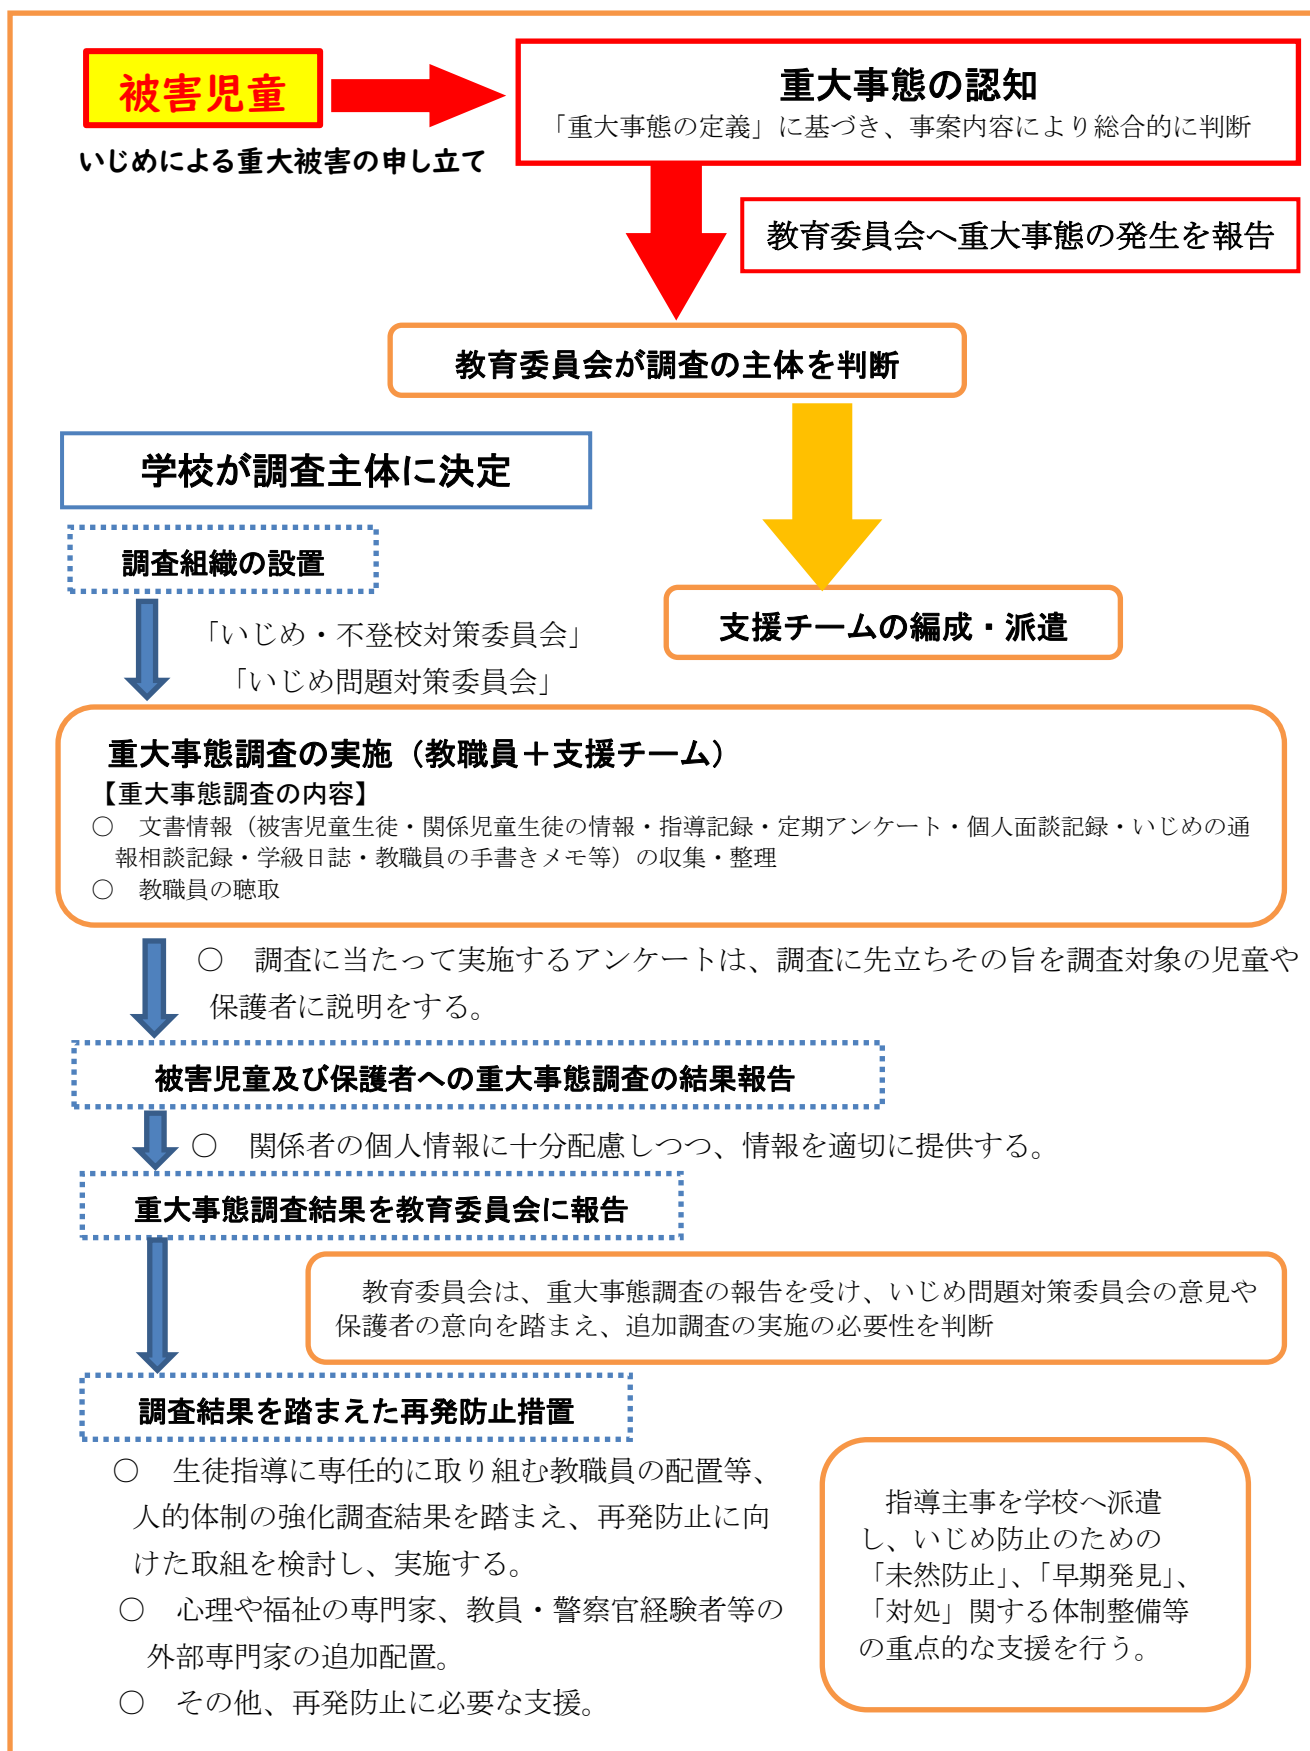 被害児童
いじめによる重大被害の申し立て
重大事態の認知
「重大事態の定義」に基づき、事案内容により総合的に判断
教育委員会へ重大事態の発生を報告
教育委員会が調査の主体を判断
学校が調査主体に決定
調査組織の設置
「いじめ・不登校対策委員会」
「いじめ問題対策委員会」
支援チームの編成・派遣
重大事態調査の実施（教職員＋支援チーム）
【重大事態調査の内容】
○　文書情報（被害児童生徒・関係児童生徒の情報・指導記録・定期アンケート・個人面談記録・いじめの通
報相談記録・学級日誌・教職員の手書きメモ等）の収集・整理
○　教職員の聴取
○　調査に当たって実施するアンケートは、調査に先立ちその旨を調査対象の児童や
保護者に説明をする。
被害児童及び保護者への重大事態調査の結果報告
○　関係者の個人情報に十分配慮しつつ、情報を適切に提供する。
重大事態調査結果を教育委員会に報告
教育委員会は、重大事態調査の報告を受け、いじめ問題対策委員会の意見や
保護者の意向を踏まえ、追加調査の実施の必要性を判断
調査結果を踏まえた再発防止措置
○　生徒指導に専任的に取り組む教職員の配置等、
人的体制の強化調査結果を踏まえ、再発防止に向
けた取組を検討し、実施する。
○　心理や福祉の専門家、教員・警察官経験者等の
外部専門家の追加配置。
○　その他、再発防止に必要な支援。
指導主事を学校へ派遣
し、いじめ防止のための
「未然防止」、「早期発見」、
「対処」関する体制整備等
の重点的な支援を行う。